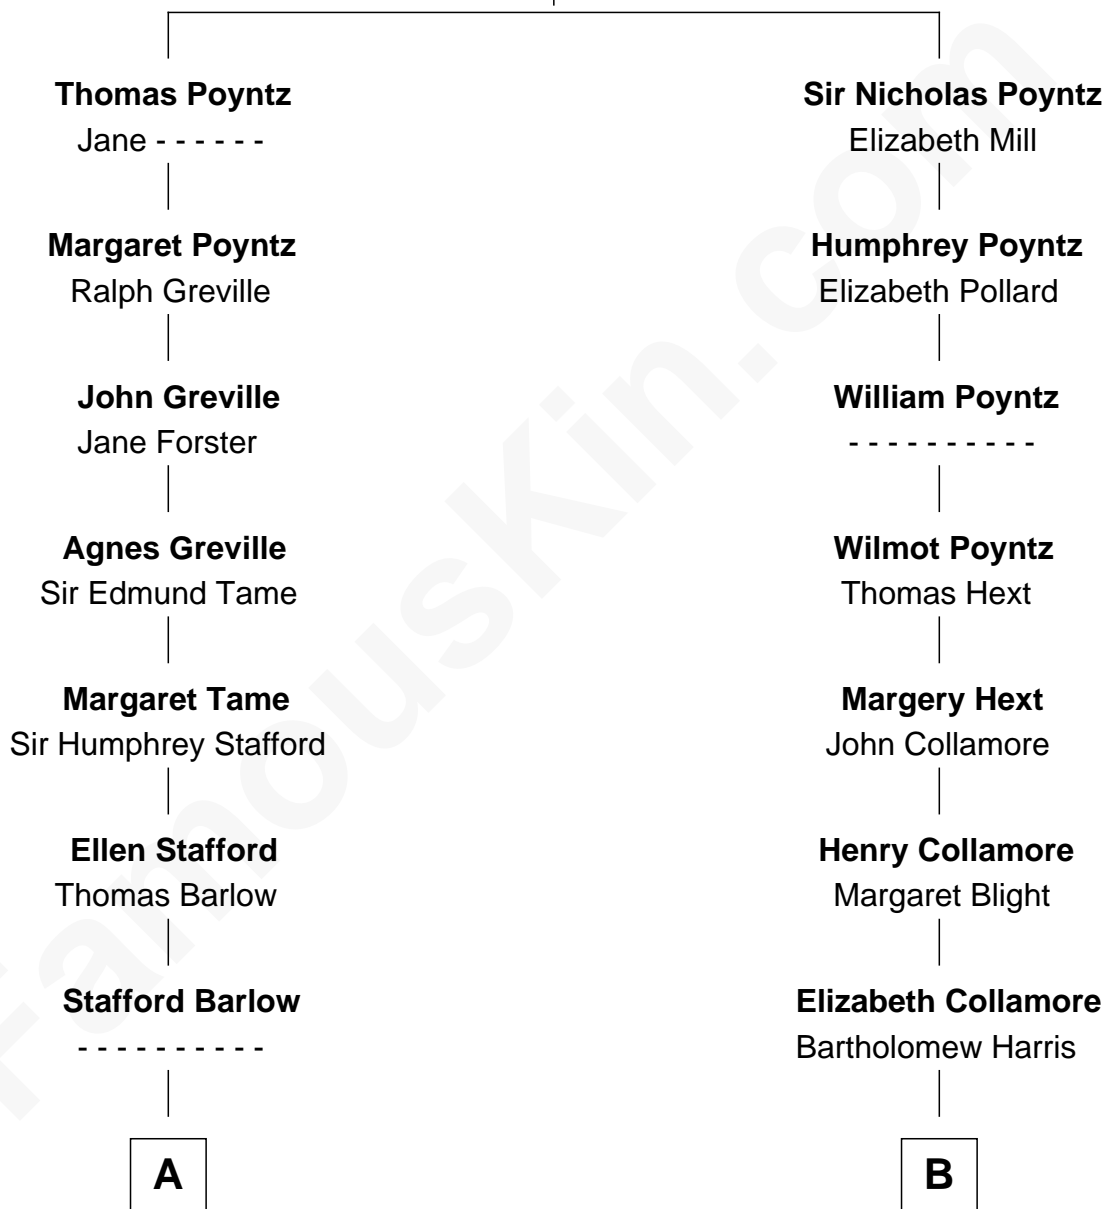 Thomas Poyntz
Jane - - - - - -
Margaret Poyntz
Ralph Greville
John Greville
Jane Forster
Agnes Greville
Sir Edmund Tame
Margaret Tame
Sir Humphrey Stafford
Ellen Stafford
Thomas Barlow
Stafford Barlow
- - - - - - - - - -
A
Sir Nicholas Poyntz
Elizabeth Mill
Humphrey Poyntz
Elizabeth Pollard
William Poyntz
- - - - - - - - - -
Wilmot Poyntz
Thomas Hext
Margery Hext
John Collamore
Henry Collamore
Margaret Blight
Elizabeth Collamore
Bartholomew Harris
B
FamousKin.com